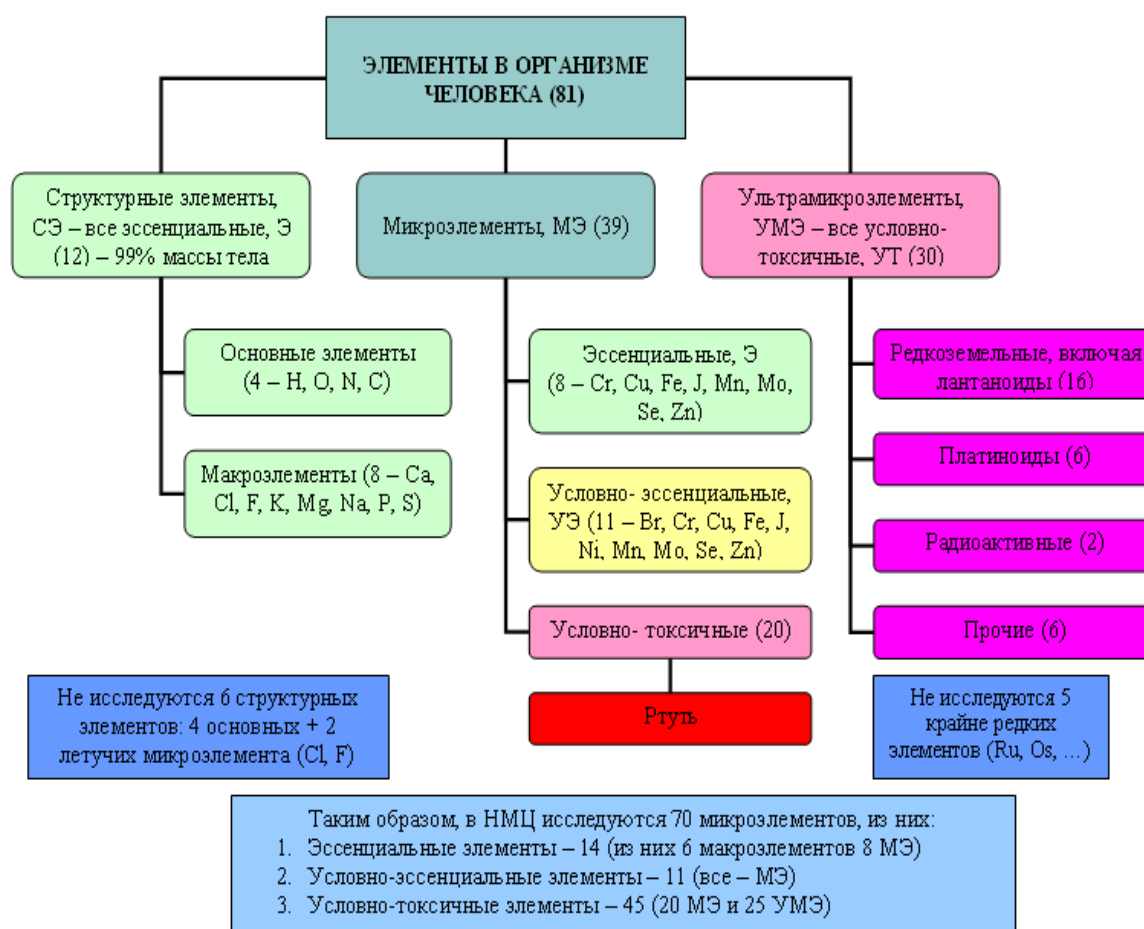 ЭЛЕМЕНТЫ В ОРГАНИЗМЕ
ЧЕЛОВЕКА (81)
Структурные элементы,
СЭ – все эссенциальные, Э
(12) – 99% массы тела
Микроэлементы, МЭ (39)
Ультрамикроэлементы,
УМЭ – все условно-
токсичные, УТ (30)
Основные элементы
(4 – H, O, N, C)
Макроэлементы (8 – Ca,
Cl, F, K, Mg, Na, P, S)
Эссенциальные, Э
(8 – Cr, Cu, Fe, J, Mn, Mo,
Se, Zn)
Условно- эссенциальные,
УЭ (11 – Br, Cr, Cu, Fe, J,
Ni, Mn, Mo, Se, Zn)
Условно- токсичные (20)
Ртуть
Редкоземельные, включая
лантаноиды (16)
Платиноиды (6)
Радиоактивные (2)
Прочие (6)
Не исследуются 6 структурных
элементов: 4 основных + 2
летучих микроэлемента (Cl, F)
Не исследуются 5
крайне редких
элементов (Ru, Os, ...)
Таким образом, в НМЦ исследуются 70 микроэлементов, из них:
1. Эссенциальные элементы – 14 (из них 6 макроэлементов 8 МЭ)
2. Условно-эссенциальные элементы – 11 (все – МЭ)
3. Условно-токсичные элементы – 45 (20 МЭ и 25 УМЭ)